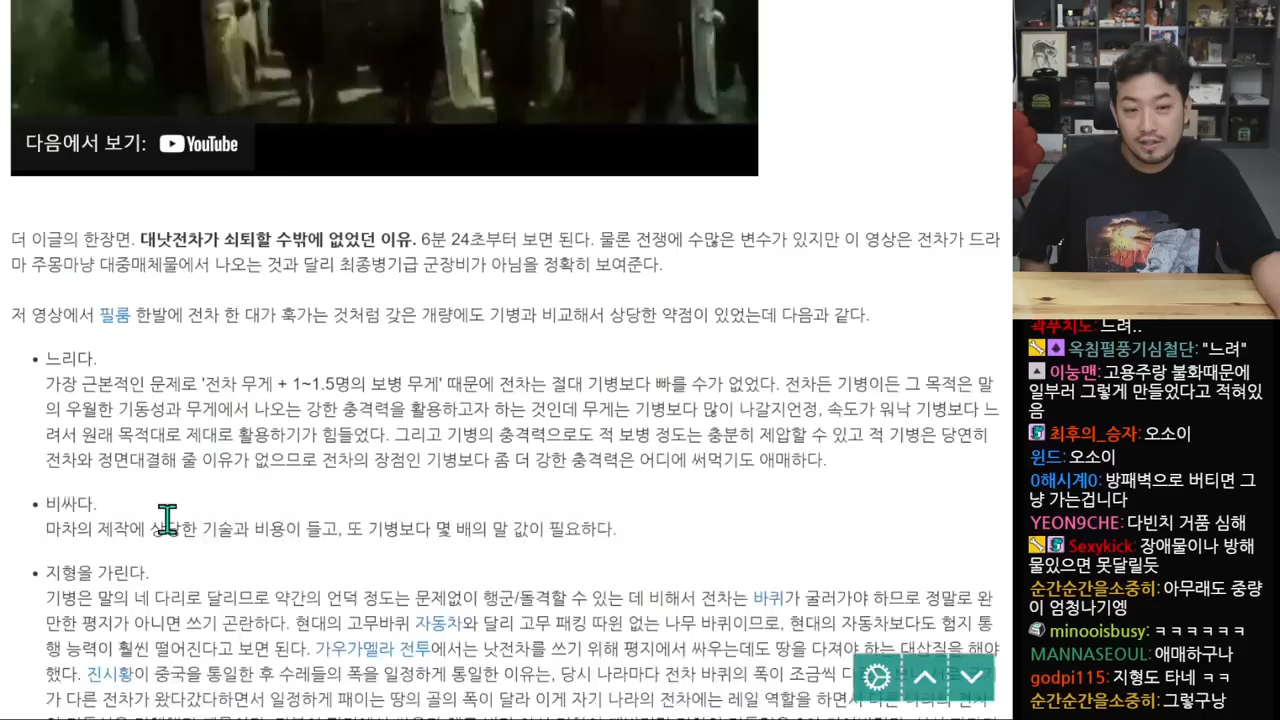 다음에서 보기: YouTube
더 이글의 한장면. 대낫전차가 쇠퇴할 수밖에 없었던 이유. 6분 24초부터 보면 된다. 물론 전쟁에 수많은 변수가 있지만 이 영상은 전차가 드라
마 주몽마냥 대중매체물에서 나오는 것과 달리 최종병기급 군장비가 아님을 정확히 보여준다.
저 영상에서 필룸 한발에 전차 한 대가 훅가는 것처럼 갖은 개량에도 기병과 비교해서 상당한 약점이 있었는데 다음과 같다.
• 느리다.
가장 근본적인 문제로 '전차 무게 + 1~1.5명의 보병 무게' 때문에 전차는 절대 기병보다 빠를 수가 없었다. 전차든 기병이든 그 목적은 말
의 우월한 기동성과 무게에서 나오는 강한 충격력을 활용하고자 하는 것인데 무게는 기병보다 많이 나갈지언정, 속도가 워낙 기병보다 느
려서 원래 목적대로 제대로 활용하기가 힘들었다. 그리고 기병의 충격력으로도 적 보병 정도는 충분히 제압할 수 있고 적 기병은 당연히
전차와 정면대결해 줄 이유가 없으므로 전차의 장점인 기병보다 좀 더 강한 충격력은 어디에 써먹기도 애매하다.
• 비싸다.
마차의 제작에 상당한 기술과 비용이 들고, 또 기병보다 몇 배의 말 값이 필요하다.
• 지형을 가린다.
기병은 말의 네 다리로 달리므로 약간의 언덕 정도는 문제없이 행군/돌격할 수 있는 데 비해서 전차는 바퀴가 굴러가야 하므로 정말로 완
만한 평지가 아니면 쓰기 곤란하다. 현대의 고무바퀴 자동차와 달리 고무 패킹 따윈 없는 나무 바퀴이므로, 현대의 자동차보다도 험지 통
행 능력이 훨씬 떨어진다고 보면 된다. 가우가멜라 전투에서는 낫전차를 쓰기 위해 평지에서 싸우는데도 땅을 다져야 하는 대삽질을 해야
했다. 진시황이 중국을 통일한 후 수레들의 폭을 일정하게 통일한 이유는, 당시 나라마다 전차 바퀴의 폭이 조금씩
가 다른 전차가 왔다갔다하면서 일정하게 패이는 땅의 골의 폭이 달라 이게 자기 나라의 전차에는 레일 역할을 하면서 다른 나라의 전차
곽푸치노: 느려..
옥침펄풍기심철단: "느려"
이눙맨: 고용주랑 불화때문에
일부러 그렇게 만들었다고 적혀있
음
최후의_승자: 오소이
윈드: 오소이
0해시계0: 방패벽으로 버티면 그
냥 가는겁니다
YEON9CHE: 다빈치 거품 심해
Sexykick: 장애물이나 방해
물있으면 못달릴듯
순간순간을소중히: 아무래도 중량
이 엄청나기엥
minooisbusy: ㅋㅋㅋㅋㅋㅋ
MANNASEOUL: 애매하구나
godpi115: 지형도 타네 ㅋㅋ
순간순간을소중히: 그렇구낭